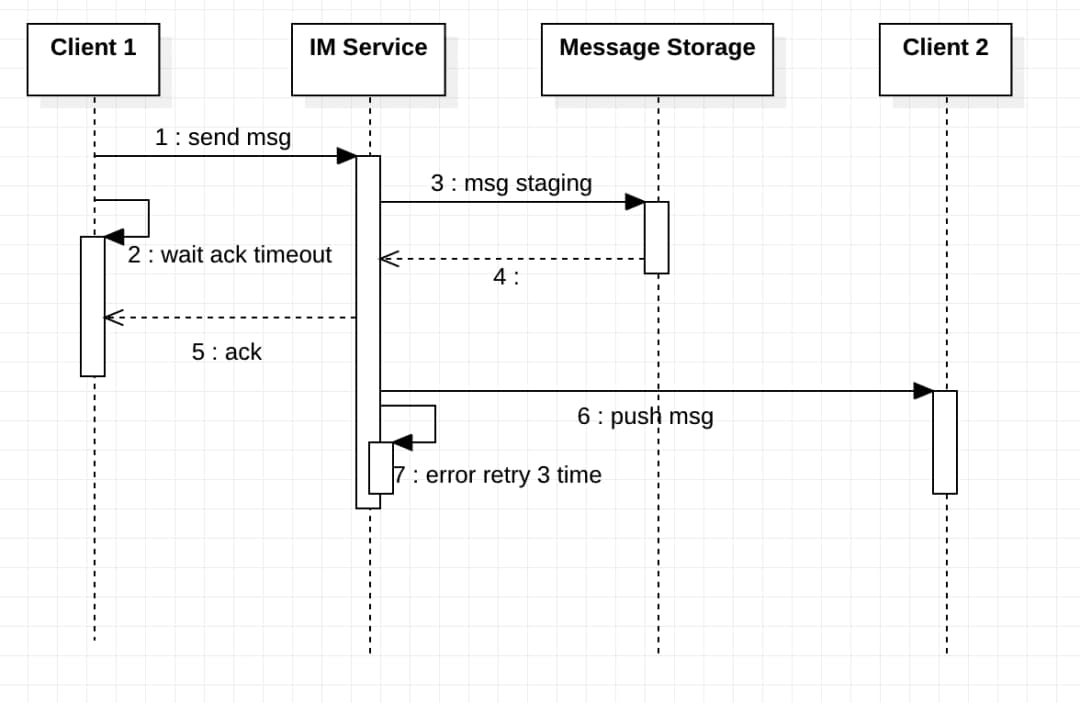 Client 1
IM Service
Message Storage
Client 2
1 : send msg
3 : msg staging
2 : wait ack timeout
4 :
5 : ack
6 : push msg
7 : error retry 3 time